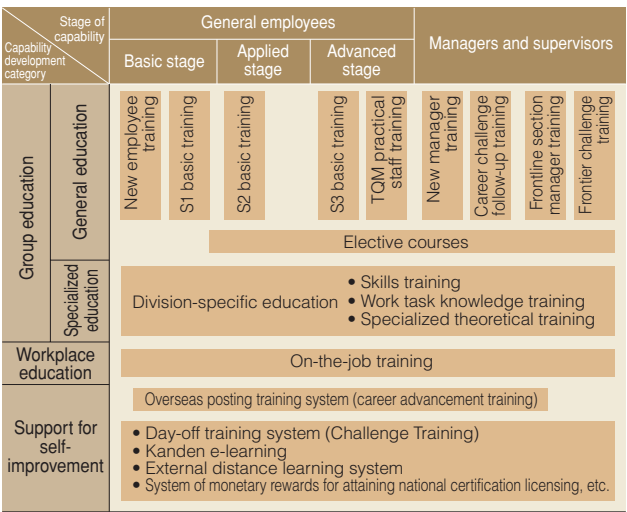 Stage of
capability
Capability
development
category
General employees
Managers and supervisors
Basic stage
Applied
stage
Advanced
stage
Group education
General education
New employee
training
S1 basic training
S2 basic training
S3 basic training
TQM practical
staff training
New manager
training
Career challenge
follow-up training
Frontline section
manager training
Frontier challenge
training
Elective courses
Specialized
education
Division-specific education
• Skills training
• Work task knowledge training
• Specialized theoretical training
Workplace
education
On-the-job training
Support for
self-
improvement
Overseas posting training system (career advancement training)
• Day-off training system (Challenge Training)
• Kanden e-learning
• External distance learning system
• System of monetary rewards for attaining national certification licensing, etc.